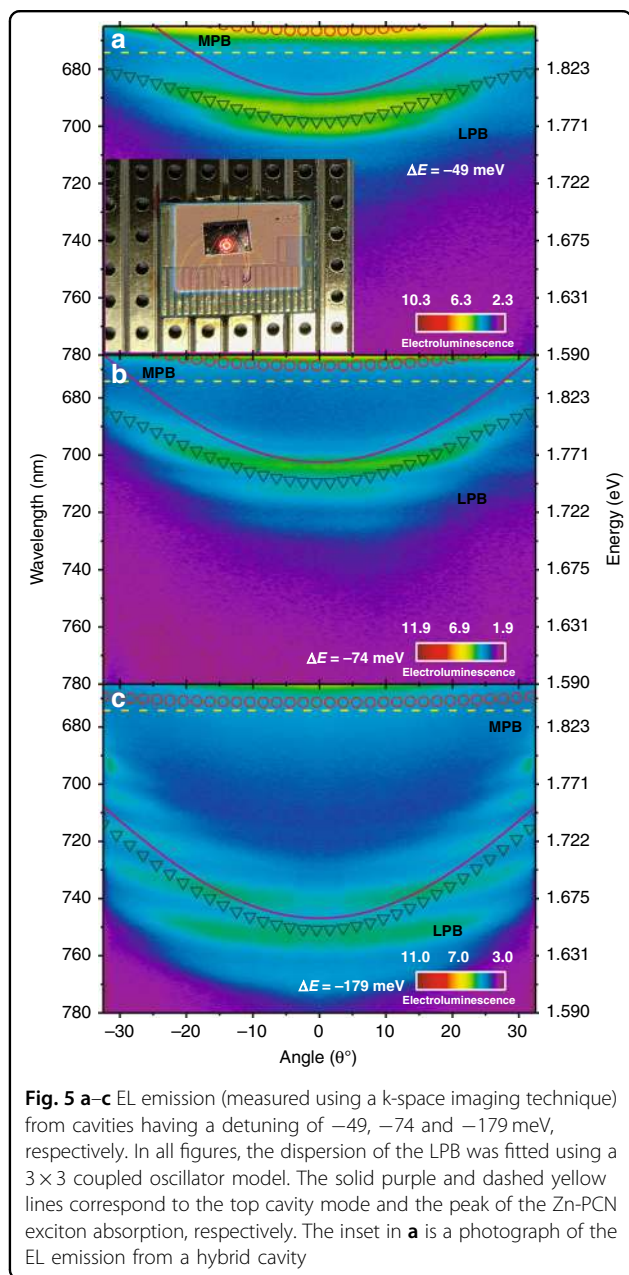 a
MPB
LPB
ΔE = –49 meV
10.3 6.3 2.3
Electroluminescence
680
700
720
740
760
780
1.823
1.771
1.722
1.675
1.631
1.590
b
MPB
LPB
ΔE = –74 meV
11.9 6.9 1.9
Electroluminescence
680
700
720
740
760
780
Wavelength (nm)
1.823
1.771
1.722
1.675
1.631
1.590
Energy (eV)
c
MPB
LPB
ΔE = –179 meV
11.0 7.0 3.0
Electroluminescence
680
700
720
740
760
780
1.823
1.771
1.722
1.675
1.631
1.590
–30 –20 –10 0 10 20 30
Angle (θ°)
Fig. 5 a–c EL emission (measured using a k-space imaging technique)
from cavities having a detuning of −49, −74 and −179 meV,
respectively. In all figures, the dispersion of the LPB was fitted using a
3 × 3 coupled oscillator model. The solid purple and dashed yellow
lines correspond to the top cavity mode and the peak of the Zn-PCN
exciton absorption, respectively. The inset in a is a photograph of the
EL emission from a hybrid cavity